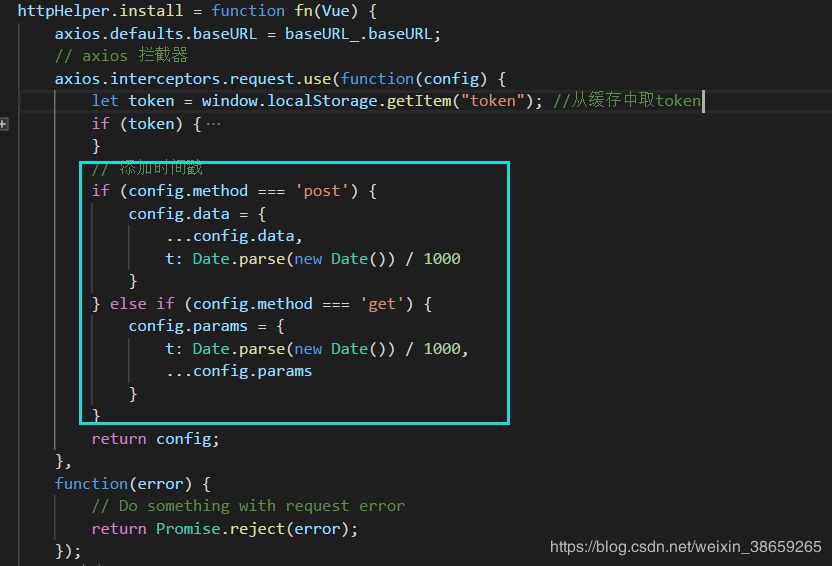 httpHelper.install = function fn(Vue) {
axios.defaults.baseURL = baseURL_.baseURL;
// axios 拦截器
axios.interceptors.request.use(function(config) {
let token = window.localStorage.getItem("token"); //从缓存中取token
if (token) {···
}
// 添加时间戳
if (config.method === 'post') {
config.data = {
...config.data,
t: Date.parse(new Date()) / 1000
}
} else if (config.method === 'get') {
config.params = {
t: Date.parse(new Date()) / 1000,
...config.params
}
}
return config;
},
function(error) {
// Do something with request error
return Promise.reject(error);
});
https://blog.csdn.net/weixin_38659265